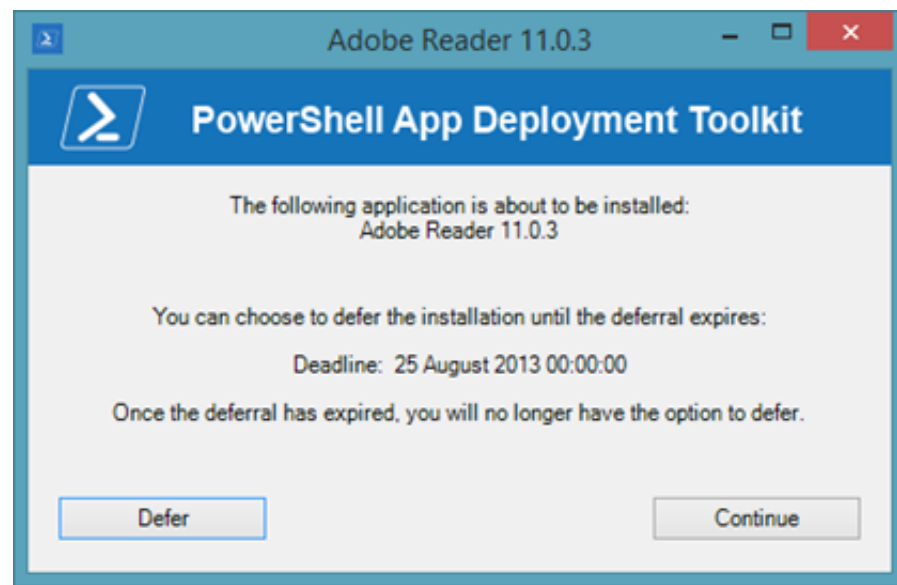 Adobe Reader 11.0.3
PowerShell App Deployment Toolkit
The following application is about to be installed:
Adobe Reader 11.0.3
You can choose to defer the installation until the deferral expires:
Deadline: 25 August 2013 00:00:00
Once the deferral has expired, you will no longer have the option to defer.
Defer
Continue